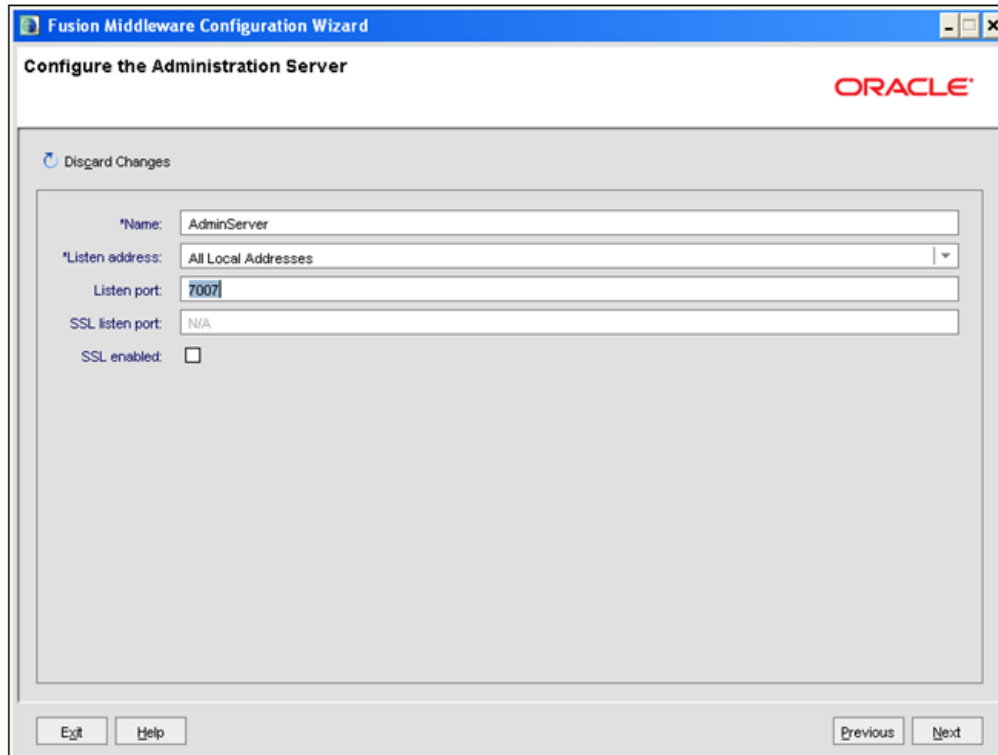 Fusion Middleware Configuration Wizard
Configure the Administration Server
ORACLE
Discard Changes
*Name: AdminServer
*Listen address: All Local Addresses
Listen port: 7007
SSL listen port: N/A
SSL enabled:
Exit Help Previous Next